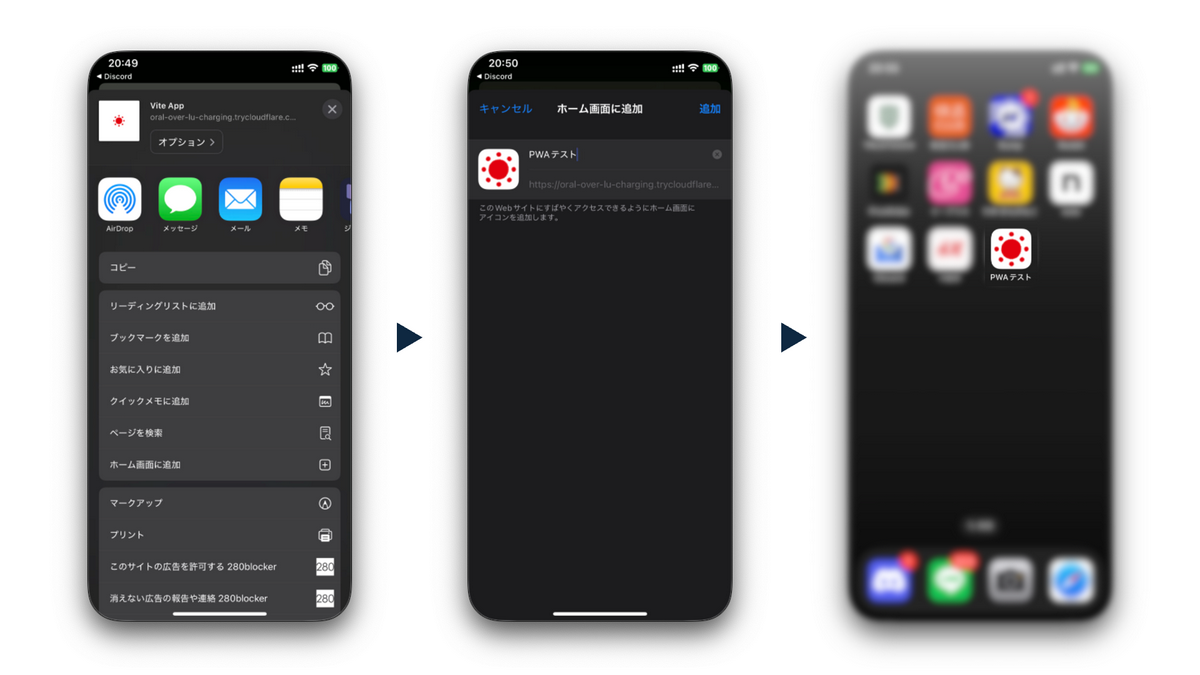 20:49
100
◀ Discord
Vite App
oral-over-lu-charging.trycloudflare.c...
オプション >
AirDrop
メッセージ
メール
メモ
ジ
コピー
リーディングリストに追加
ブックマークを追加
お気に入りに追加
クイックメモに追加
ページを検索
ホーム画面に追加
マークアップ
プリント
このサイトの広告を許可する 280blocker
280
消えない広告の報告や連絡 280blocker
280
20:50
100
◀ Discord
キャンセル
ホーム画面に追加
追加
PWAテスト
https://oral-over-lu-charging.trycloudflare...
このWebサイトにすばやくアクセスできるようにホーム画面に
アイコンを追加します。
PWAテスト